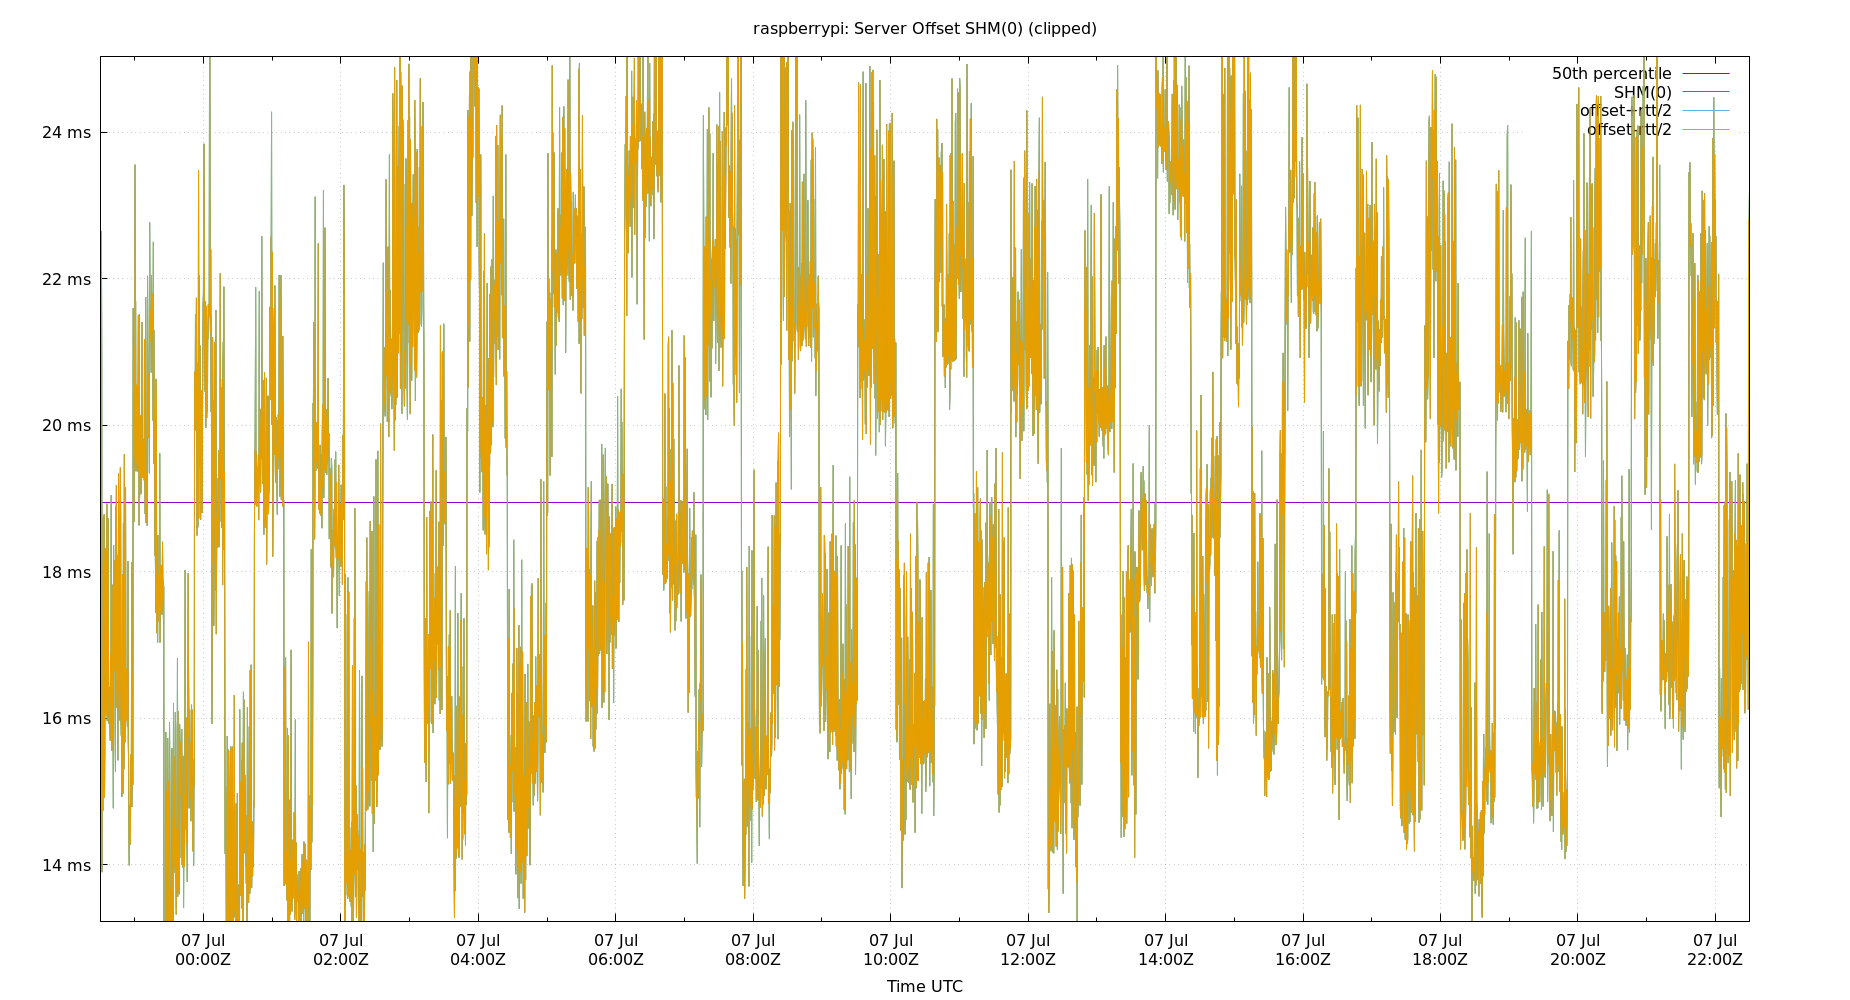 raspberrypi: Server Offset SHM(0) (clipped)
50th percentile
SHM(0)
offset+rtt/2
offset-rtt/2
24 ms
22 ms
20 ms
18 ms
16 ms
14 ms
07 Jul 07 Jul 07 Jul 07 Jul 07 Jul 07 Jul 07 Jul 07 Jul 07 Jul 07 Jul 07 Jul 07 Jul
00:00Z 02:00Z 04:00Z 06:00Z 08:00Z 10:00Z 12:00Z 14:00Z 16:00Z 18:00Z 20:00Z 22:00Z
Time UTC